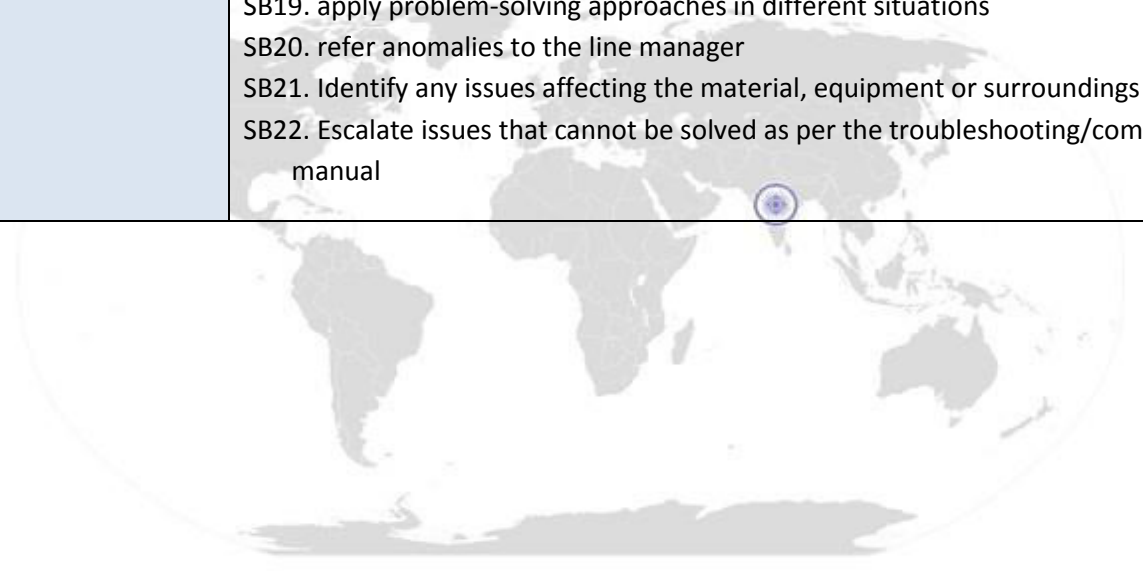 SB19. apply problem-solving approaches in different situations
SB20. refer anomalies to the line manager
SB21. Identify any issues affecting the material, equipment or surroundings
SB22. Escalate issues that cannot be solved as per the troubleshooting/com
manual